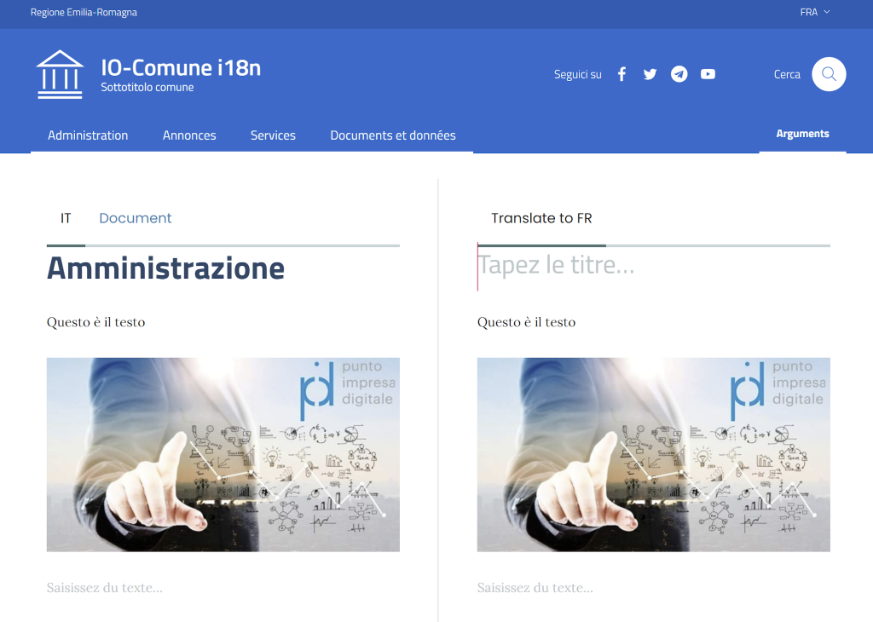 Regione Emilia-Romagna
FRA
IO-Comune i18n
Sottotitolo comune
Seguici su
Cerca
Administration
Annonces
Services
Documents et données
Arguments
IT
Document
Amministrazione
Questo è il testo
pid
punto
impresa
digitale
Saisissez du texte...
Translate to FR
Tapez le titre...
Questo è il testo
pid
punto
impresa
digitale
Saisissez du texte...